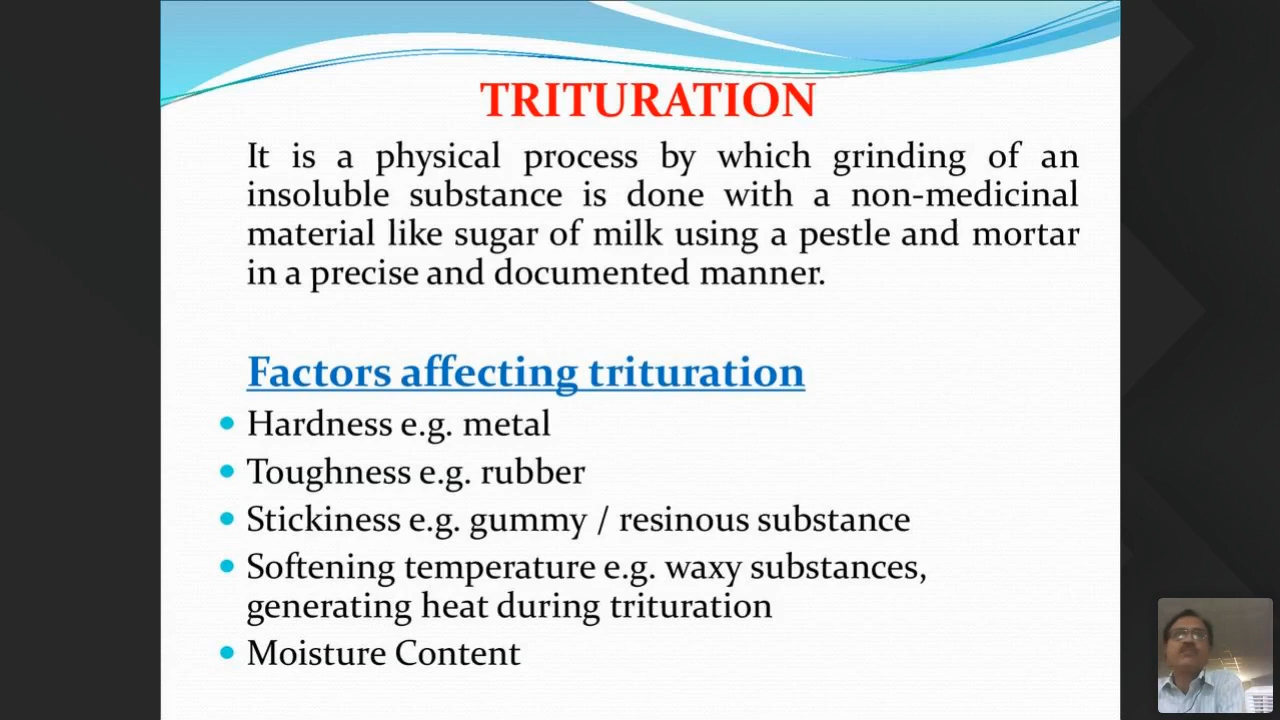 TRITURATION
It is a physical process by which grinding of an
insoluble substance is done with a non-medicinal
material like sugar of milk using a pestle and mortar
in a precise and documented manner.
Factors affecting trituration
• Hardness e.g. metal
• Toughness e.g. rubber
• Stickiness e.g. gummy / resinous substance
• Softening temperature e.g. waxy substances,
generating heat during trituration
• Moisture Content